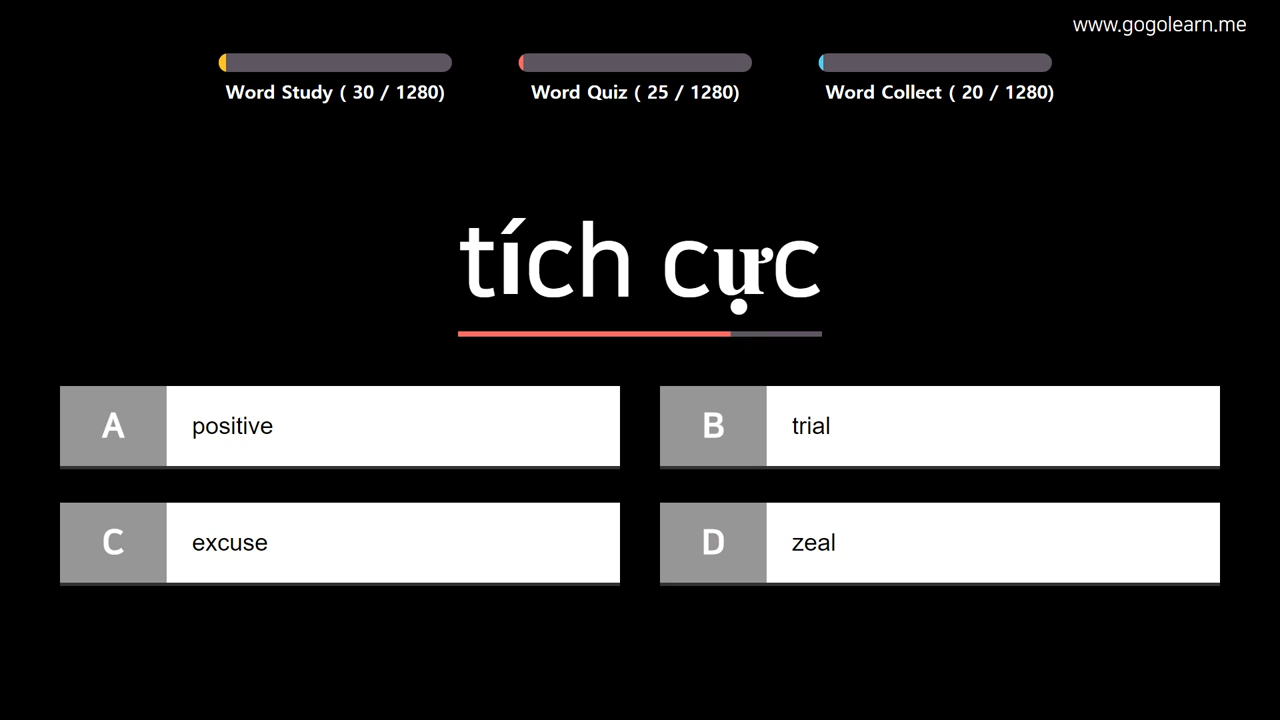 www.gogolearn.me
Word Study ( 30 / 1280)
Word Quiz ( 25 / 1280)
Word Collect ( 20 / 1280)
tích cực
A positive
B trial
C excuse
D zeal